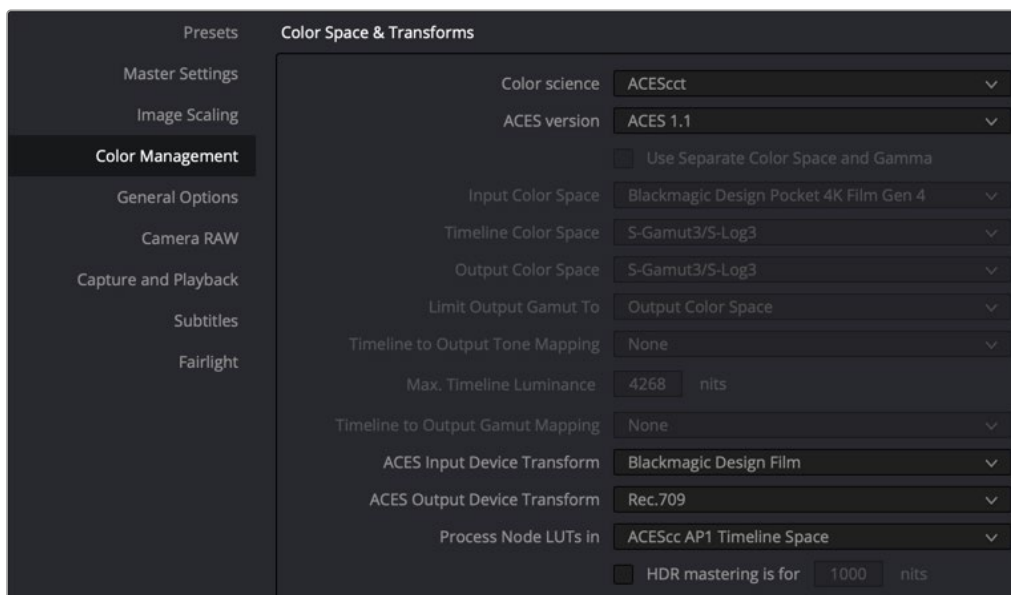 Presets
Master Settings
Image Scaling
Color Management
General Options
Camera RAW
Capture and Playback
Subtitles
Fairlight
Color Space & Transforms
Color science ACEScct
ACES version ACES 1.1
Use Separate Color Space and Gamma
Input Color Space Blackmagic Design Pocket 4K Film Gen 4
Timeline Color Space S-Gamut3/S-Log3
Output Color Space S-Gamut3/S-Log3
Limit Output Gamut To Output Color Space
Timeline to Output Tone Mapping None
Max. Timeline Luminance 4268 nits
Timeline to Output Gamut Mapping None
ACES Input Device Transform Blackmagic Design Film
ACES Output Device Transform Rec.709
Process Node LUTs in ACEScc AP1 Timeline Space
HDR mastering is for 1000 nits